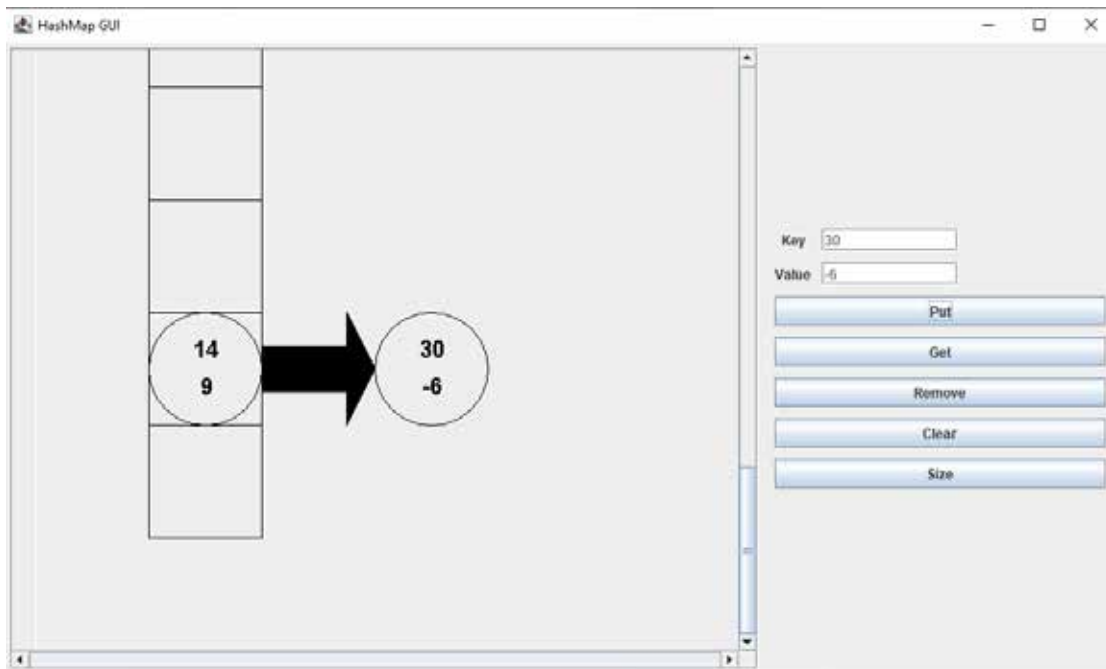 HashMap GUI
14
9
30
-6
Key 30
Value -6
Put
Get
Remove
Clear
Size